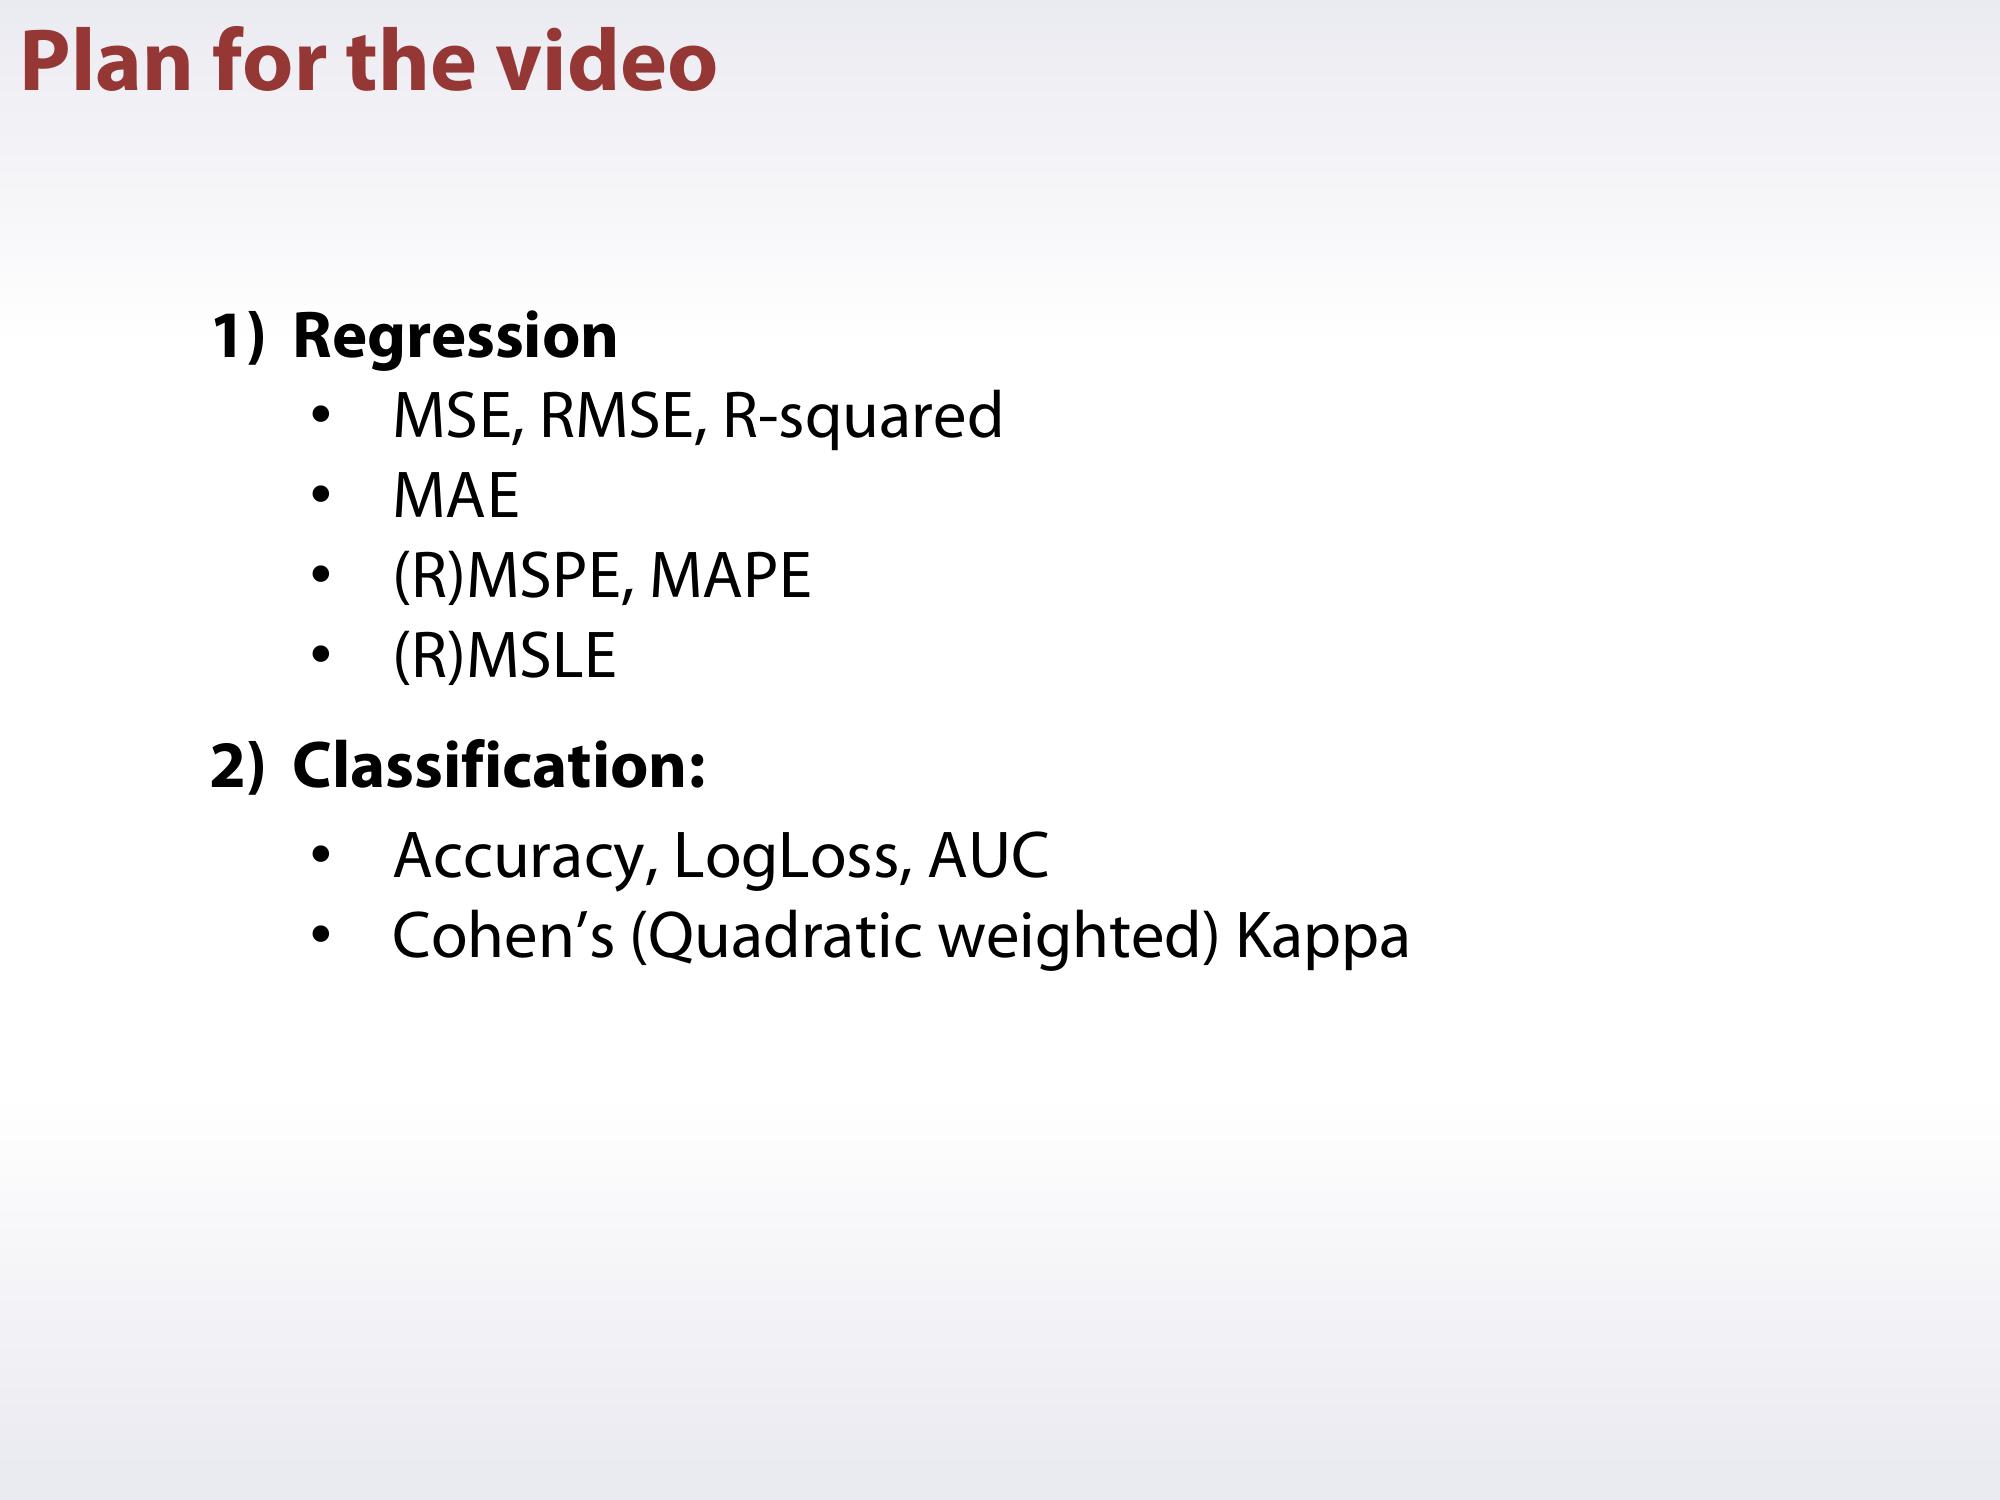 Plan for the video
1) Regression
• MSE, RMSE, R-squared
• MAE
• (R)MSPE, MAPE
• (R)MSLE
2) Classification:
• Accuracy, LogLoss, AUC
• Cohen’s (Quadratic weighted) Kappa